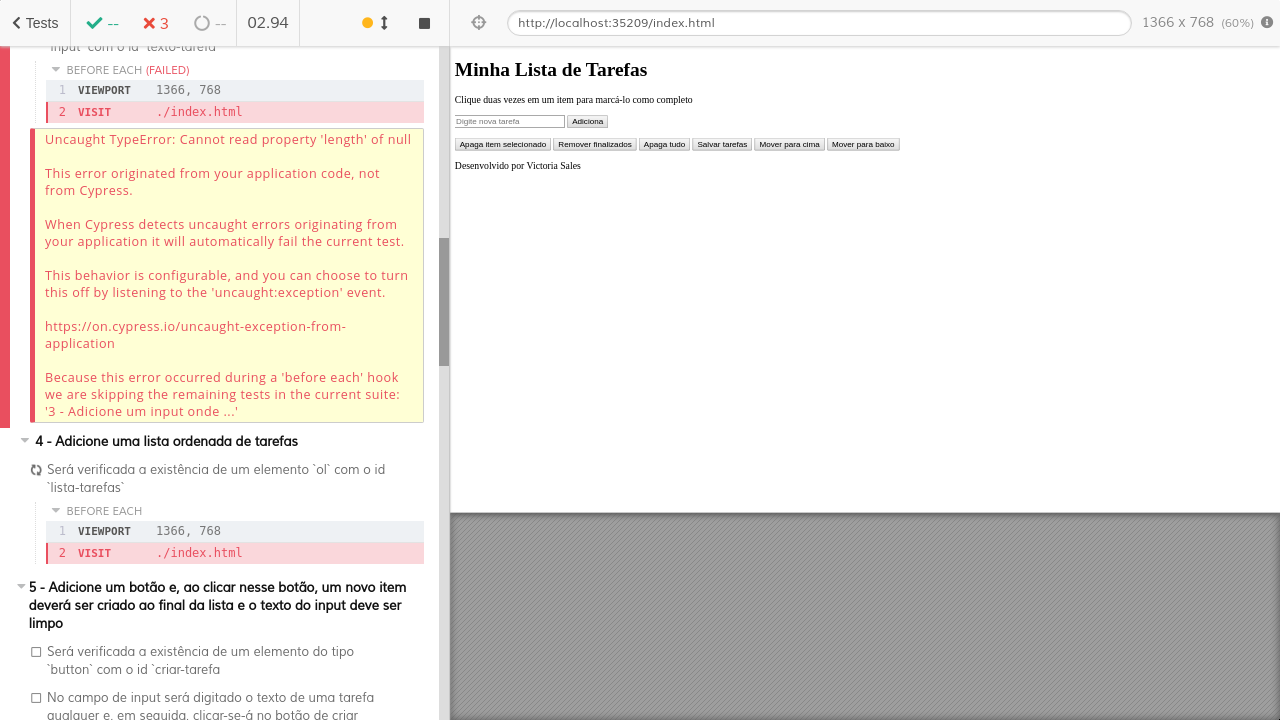 Tests
--
3
--
02.94
http://localhost:35209/index.html
1366 x 768 (60%)
input` com o id `texto-tarefa`
BEFORE EACH (FAILED)
1 VIEWPORT 1366, 768
2 VISIT ./index.html
Uncaught TypeError: Cannot read property 'length' of null
This error originated from your application code, not
from Cypress.
When Cypress detects uncaught errors originating from
your application it will automatically fail the current test.
This behavior is configurable, and you can choose to turn
this off by listening to the 'uncaught:exception' event.
https://on.cypress.io/uncaught-exception-from-
application
Because this error occurred during a 'before each' hook
we are skipping the remaining tests in the current suite:
'3 - Adicione um input onde ...'
4 - Adicione uma lista ordenada de tarefas
Será verificada a existência de um elemento `ol` com o id
`lista-tarefas`
BEFORE EACH
1 VIEWPORT 1366, 768
2 VISIT ./index.html
5 - Adicione um botão e, ao clicar nesse botão, um novo item
deverá ser criado ao final da lista e o texto do input deve ser
limpo
Será verificada a existência de um elemento do tipo
`button` com o id `criar-tarefa
No campo de input será digitado o texto de uma tarefa
qualquer e, em seguida, clicar-se-á no botão de criar
Minha Lista de Tarefas
Clique duas vezes em um item para marcá-lo como completo
Digite nova tarefa
Adiciona
Apaga item selecionado
Remover finalizados
Apaga tudo
Salvar tarefas
Mover para cima
Mover para baixo
Desenvolvido por Victoria Sales